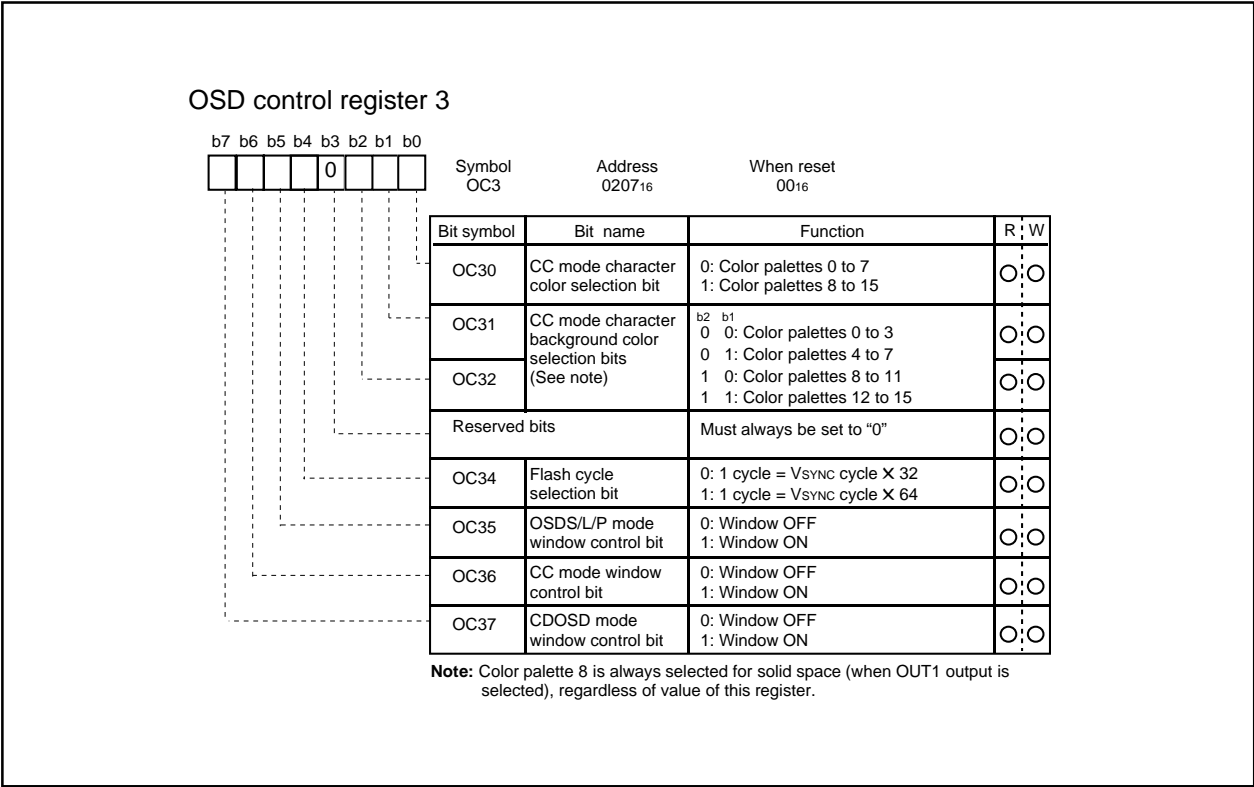 OSD control register 3
b7 b6 b5 b4 b3 b2 b1 b0
0
Symbol Address When reset
OC3 020716 0016
Bit symbol Bit name Function R W
OC30 CC mode character color selection bit 0: Color palettes 0 to 7
1: Color palettes 8 to 15
OC31 CC mode character background color selection bits (See note) b2 b1
0 0: Color palettes 0 to 3
0 1: Color palettes 4 to 7
OC32 1 0: Color palettes 8 to 11
1 1: Color palettes 12 to 15
Reserved bits Must always be set to “0”
OC34 Flash cycle selection bit 0: 1 cycle = VSYNC cycle X 32
1: 1 cycle = VSYNC cycle X 64
OC35 OSDS/L/P mode window control bit 0: Window OFF
1: Window ON
OC36 CC mode window control bit 0: Window OFF
1: Window ON
OC37 CDOSD mode window control bit 0: Window OFF
1: Window ON
Note: Color palette 8 is always selected for solid space (when OUT1 output is
selected), regardless of value of this register.